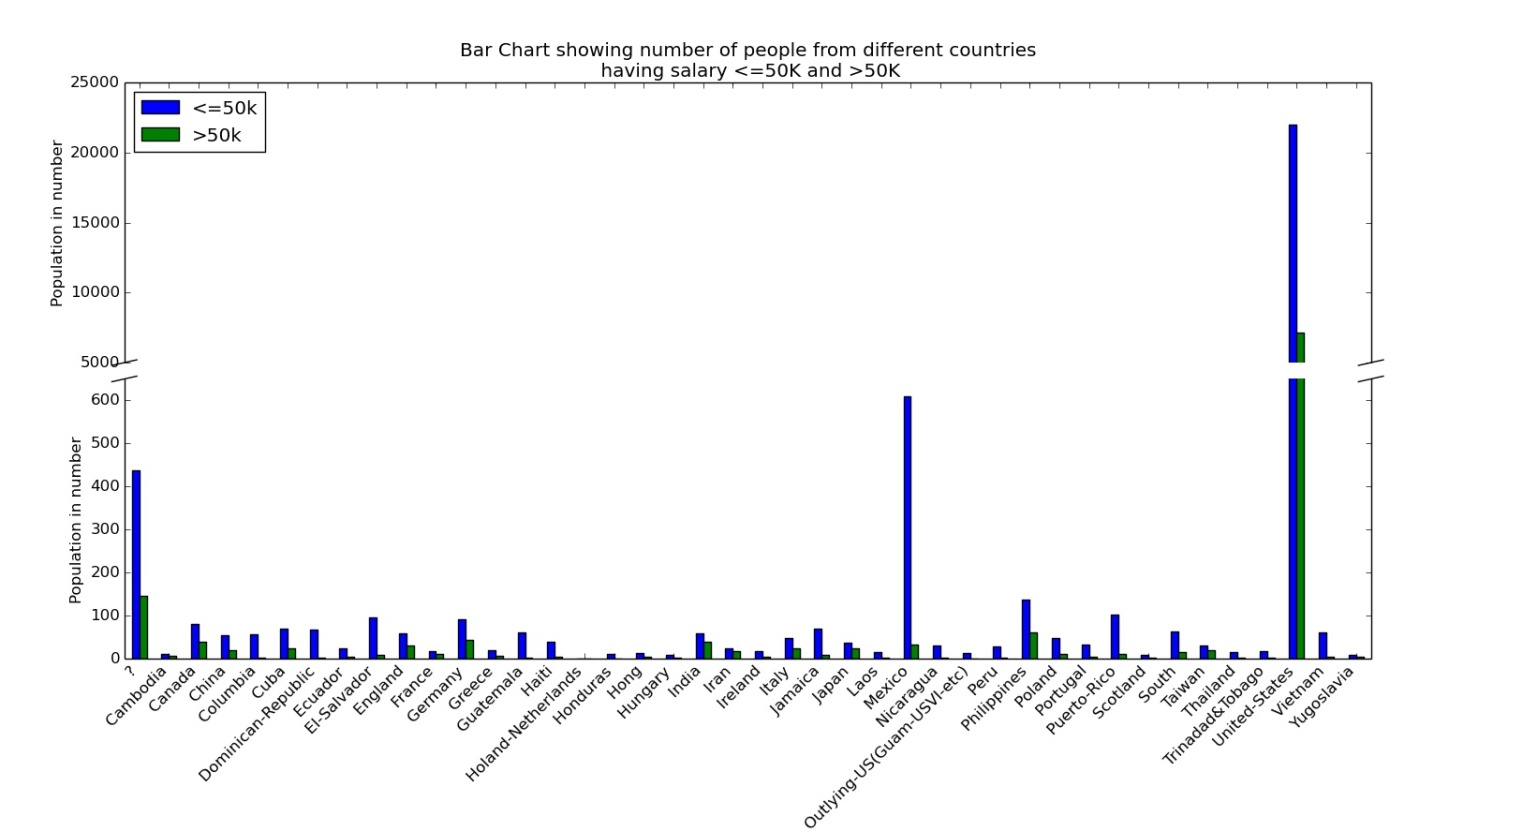 Bar Chart showing number of people from different countries
having salary <=50K and >50K
<=50k
>50k
Population in number
25000
20000
15000
10000
5000
Population in number
600
500
400
300
200
100
0
?
Cambodia
Canada
China
Columbia
Cuba
Dominican-Republic
Ecuador
El-Salvador
England
France
Germany
Greece
Guatemala
Haiti
Holand-Netherlands
Honduras
Hong
Hungary
India
Iran
Ireland
Italy
Jamaica
Japan
Laos
Mexico
Nicaragua
Outlying-US(Guam-USVI-etc)
Peru
Philippines
Poland
Portugal
Puerto-Rico
Scotland
South
Taiwan
Thailand
Trinadad&Tobago
United-States
Vietnam
Yugoslavia